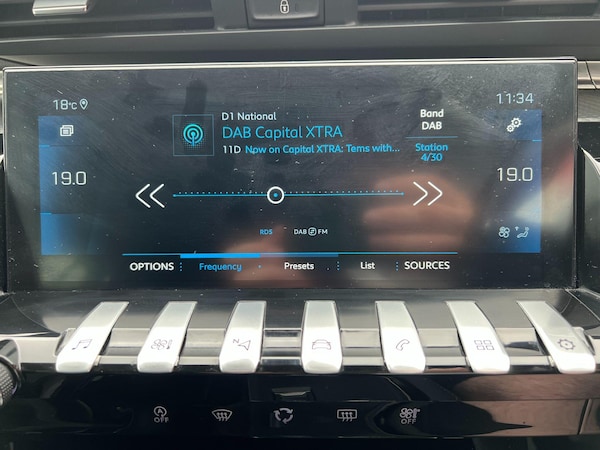 18°C
11:34
D1 National
DAB Capital XTRA
11D Now on Capital XTRA: Tems with...
Band
DAB
Station
4/30
19.0
19.0
RDS
DAB FM
OPTIONS Frequency Presets List SOURCES
OFF
OFF